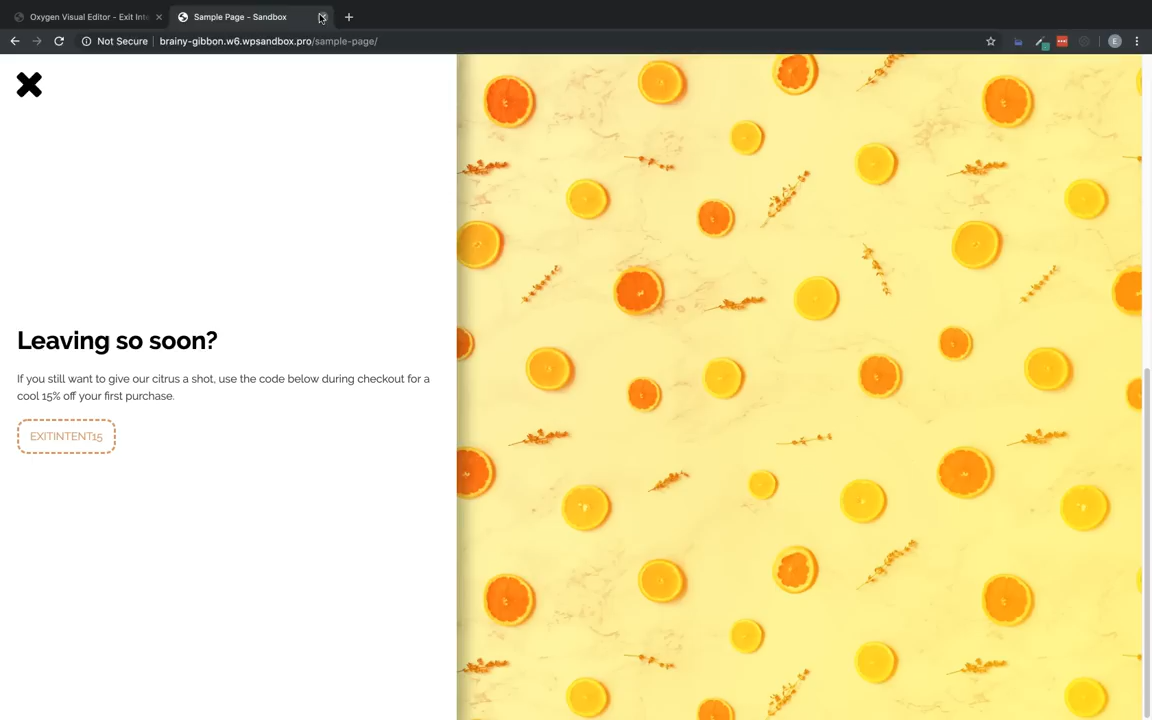 Oxygen Visual Editor - Exit Inte
Sample Page - Sandbox
Not Secure
brainy-gibbon.w6.wpsandbox.pro/sample-page/
E
Leaving so soon?
If you still want to give our citrus a shot, use the code below during checkout for a
cool 15% off your first purchase.
EXITINTENT15